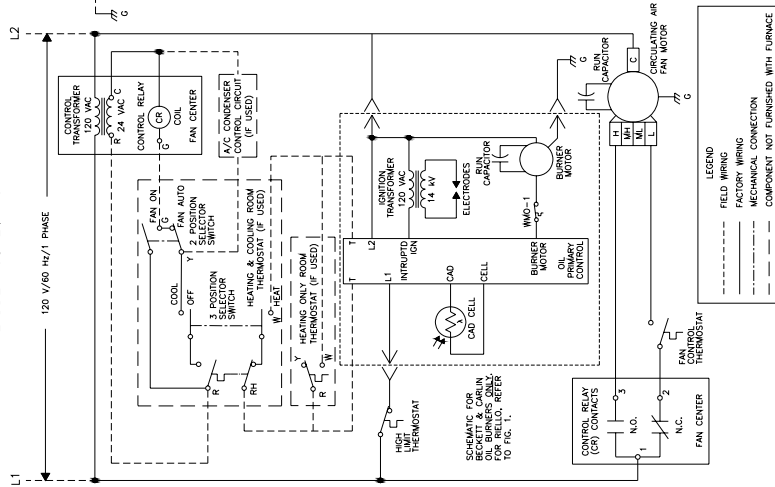 L1
L2
120 V/60 Hz/1 PHASE
G
CONTROL
TRANSFORMER
120 VAC
R 24 VAC C
CONTROL RELAY
CR
COIL
G
FAN CENTER
A/C CONDENSER
CONTROL CIRCUIT
(IF USED)
FAN ON
G
FAN AUTO
2 POSITION
SELECTOR
SWITCH
Y
COOL
OFF
3 POSITION
SELECTOR
SWITCH
HEATING & COOLING ROOM
THERMOSTAT (IF USED)
R
RH
W HEAT
HEATING ONLY ROOM
THERMOSTAT (IF USED)
Y
R
W
T
T
HIGH
LIMIT
THERMOSTAT
L1
L2
INTRUPTD
IGN
IGNITION
TRANSFORMER
120 VAC
14 kV
ELECTRODES
CAD
CELL
CAD CELL
BURNER
MOTOR
OIL
PRIMARY
CONTROL
WMO-1
RUN
CAPACITOR
BURNER
MOTOR
G
SCHEMATIC FOR
BECKETT & CARLIN
OIL BURNERS ONLY.
FOR RIELLO, REFER
TO FIG. 1.
CONTROL RELAY
(CR) CONTACTS
1
N.O.
3
N.C.
2
FAN CENTER
FAN
CONTROL
THERMOSTAT
H
MH
ML
L
C
RUN
CAPACITOR
CIRCULATING AIR
FAN MOTOR
G
LEGEND
FIELD WIRING
FACTORY WIRING
MECHANICAL CONNECTION
COMPONENT NOT FURNISHED WITH FURNACE